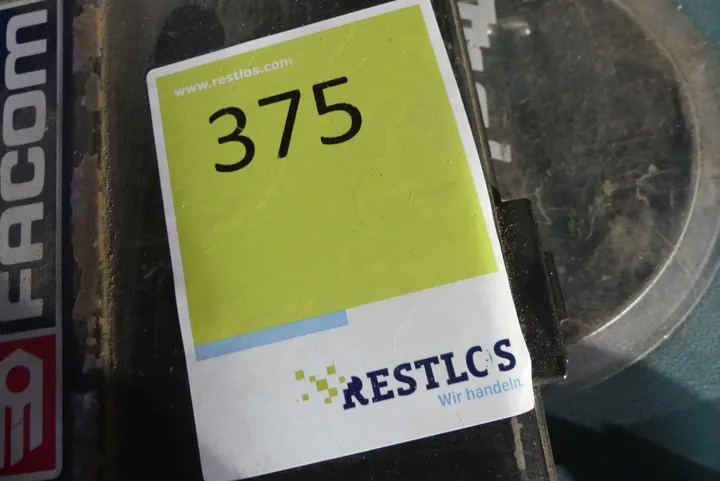 FACOM
www.restlos.com
375
RESTLOS
Wir handeln.